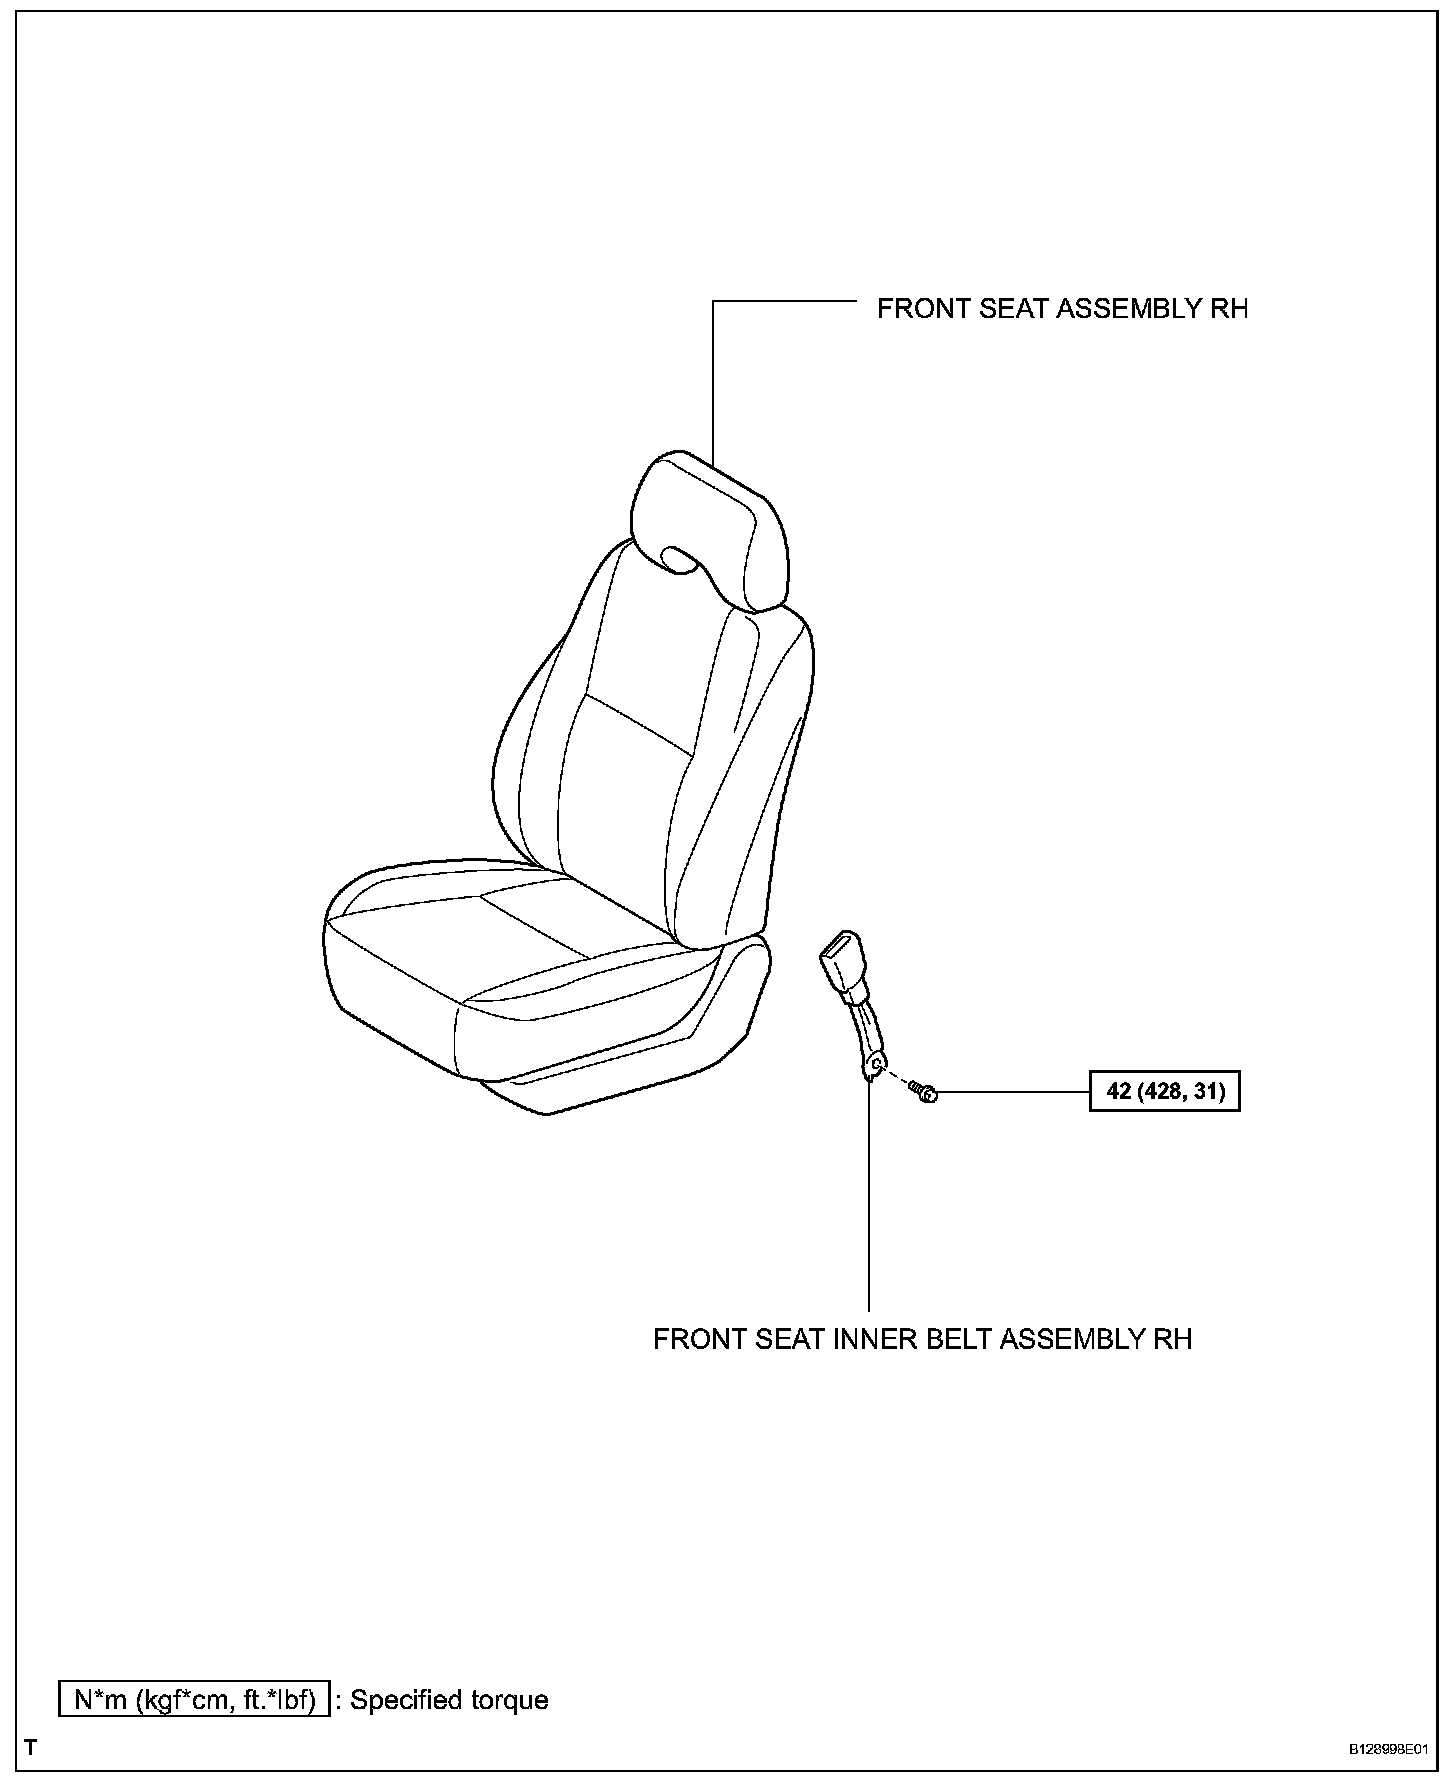 FRONT SEAT ASSEMBLY RH
42 (428, 31)
FRONT SEAT INNER BELT ASSEMBLY RH
N*m (kgf*cm, ft.*lbf) : Specified torque
T
B128998E01